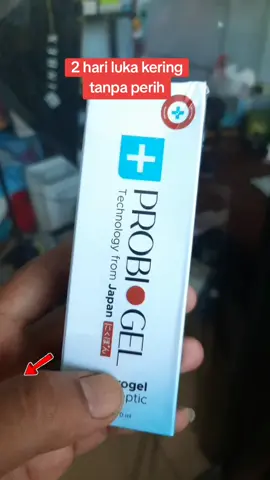 2 hari luka kering
tanpa perih
PROBIOGEL
Technology from Japan